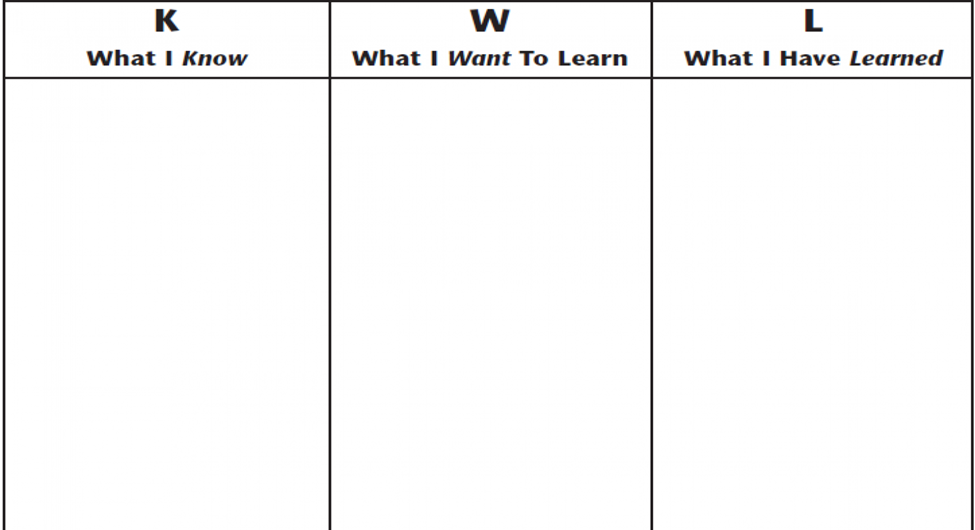 K
What I Know
W
What I Want To Learn
L
What I Have Learned